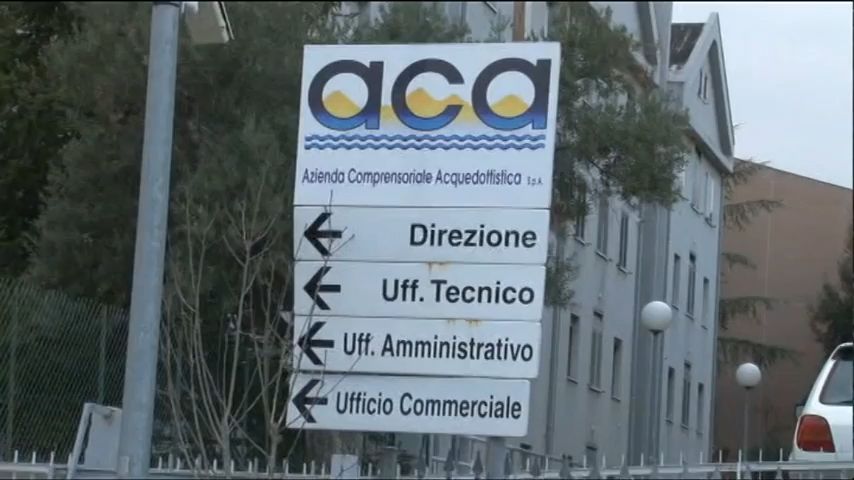 aca
Azienda Comprensoriale Acquedottistica S.p.A.
Direzione
Uff. Tecnico
Uff. Amministrativo
Ufficio Commerciale